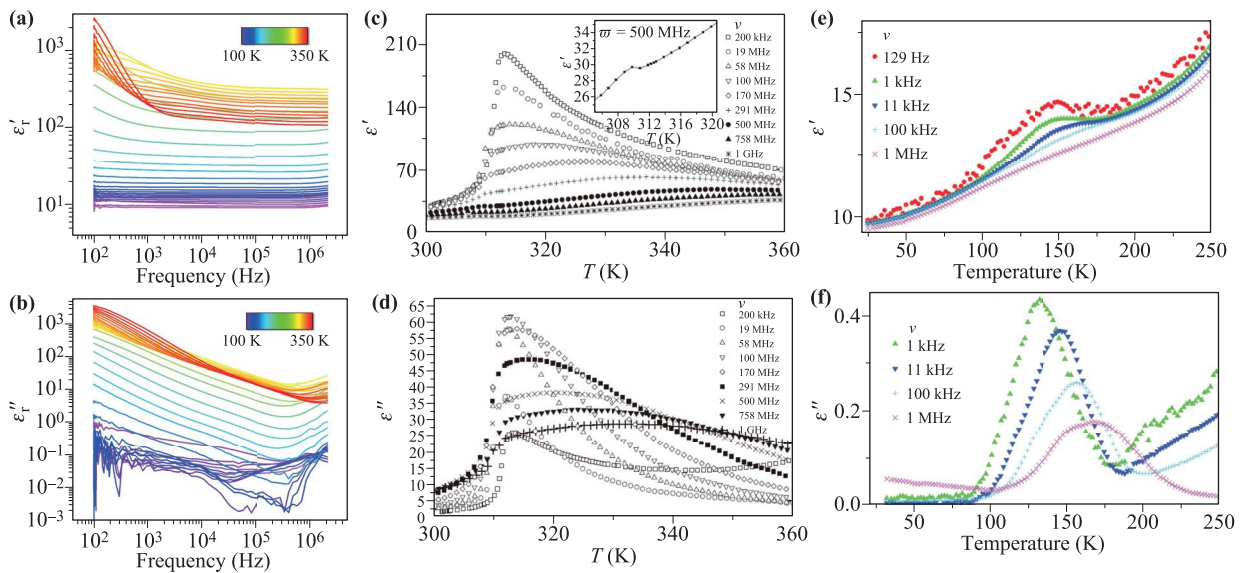 (a)
10³
10²
10¹
εr′
100 K
350 K
10² 10³ 10⁴ 10⁵ 10⁶
Frequency (Hz)
(b)
10³
10²
10¹
10⁰
10⁻¹
10⁻²
10⁻³
εr″
100 K
350 K
10² 10³ 10⁴ 10⁵ 10⁶
Frequency (Hz)
(c)
210
140
70
0
ε′
300 320 340 360
T (K)
ϖ = 500 MHz
36
34
32
30
28
26
ε′
308 312 316 320
T (K)
ν
200 kHz
19 MHz
58 MHz
100 MHz
170 MHz
291 MHz
500 MHz
758 MHz
1 GHz
(d)
65
60
55
50
45
40
35
30
25
20
15
10
5
0
ε″
300 320 340 360
T (K)
ν
200 kHz
19 MHz
58 MHz
100 MHz
170 MHz
291 MHz
500 MHz
758 MHz
1 GHz
(e)
15
10
ε′
50 100 150 200 250
Temperature (K)
ν
129 Hz
1 kHz
11 kHz
100 kHz
1 MHz
(f)
0.4
0.2
0.0
ε″
50 100 150 200 250
Temperature (K)
ν
1 kHz
11 kHz
100 kHz
1 MHz